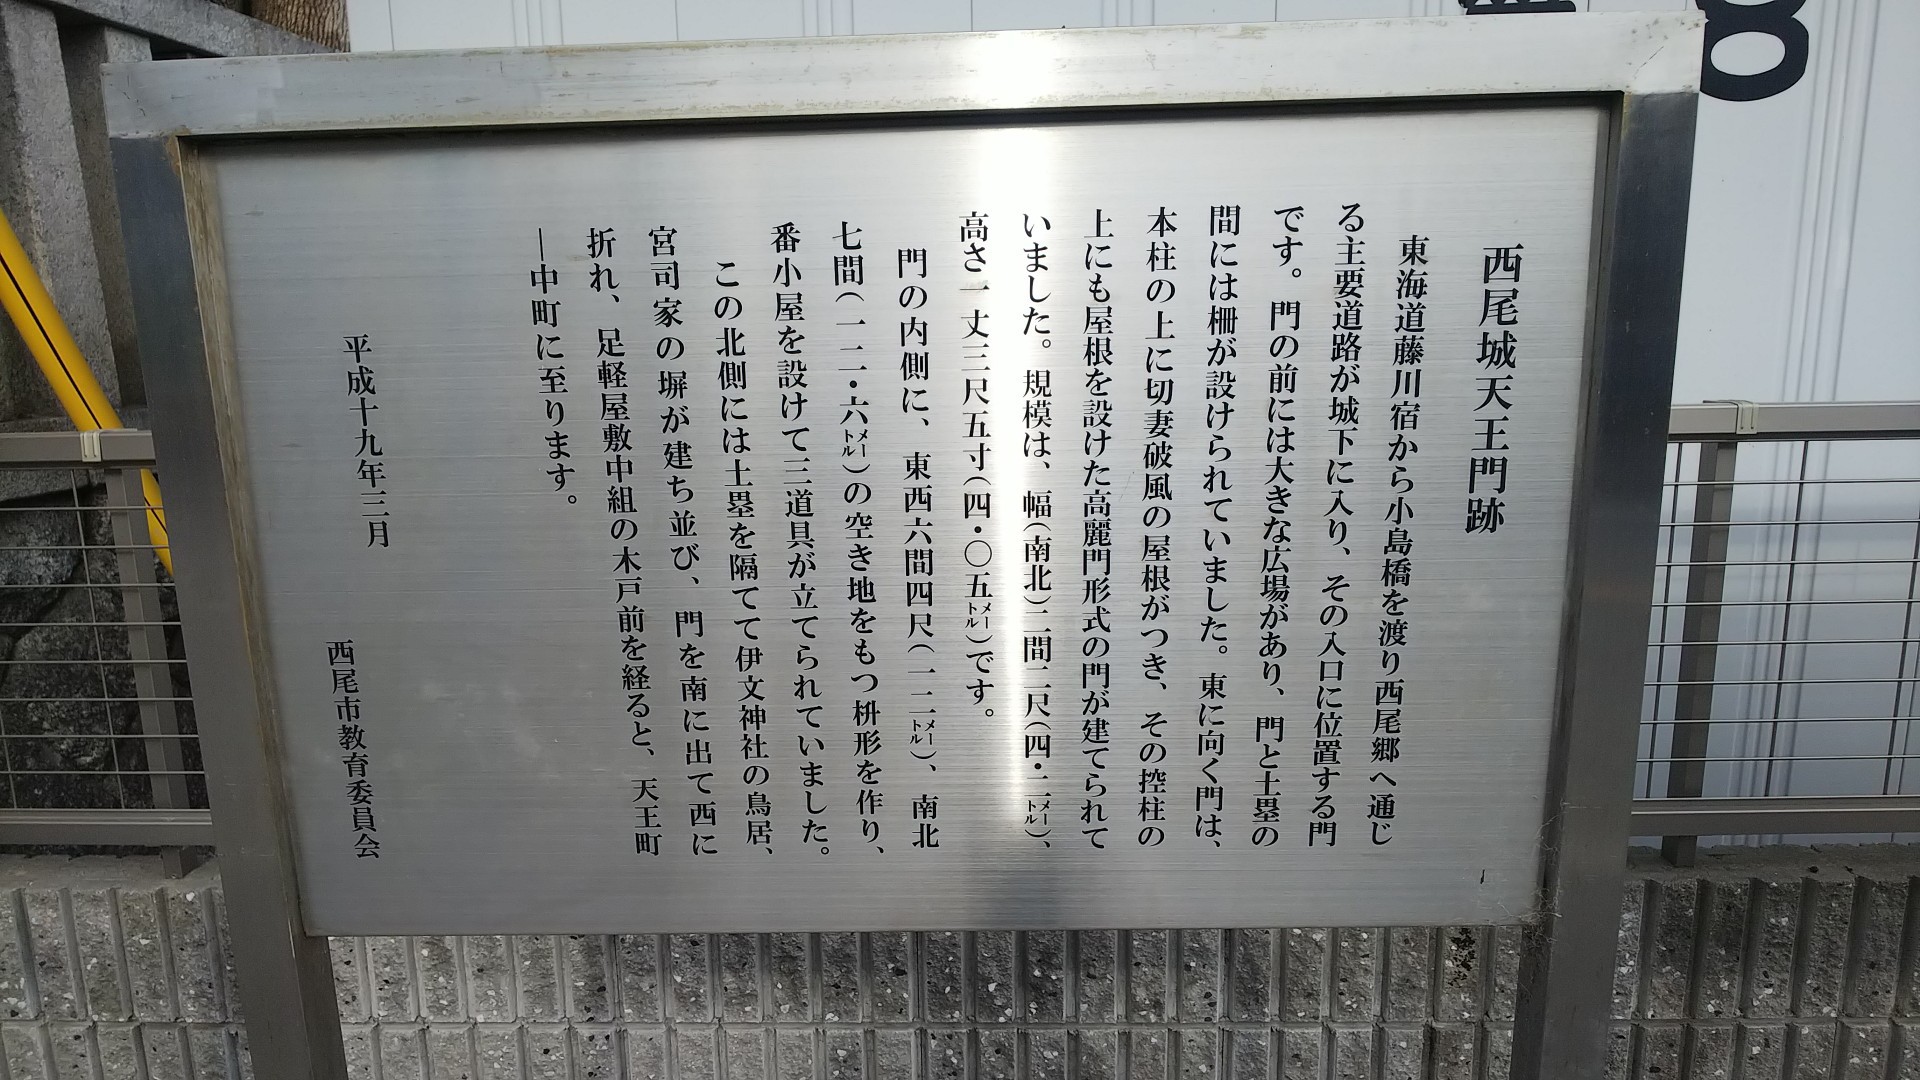 西尾城天王門跡
東海道藤川宿から小島橋を渡り西尾郷へ通じ
る主要道路が城下に入り、その入口に位置する門
です。門の前には大きな広場があり、門と土塁の
間には柵が設けられていました。東に向く門は、
本柱の上に切妻破風の屋根がつき、その控柱の
上にも屋根を設けた高麗門形式の門が建てられて
いました。規模は、幅(南北)二間二尺(四・二メートル)、
高さ一丈三尺五寸(四・〇五メートル)です。
門の内側に、東西六間四尺(一二メートル)、南北
七間(一二・六メートル)の空き地をもつ枡形を作り、
番小屋を設けて三道具が立てられていました。
この北側には土塁を隔てて伊文神社の鳥居、
宮司家の塀が建ち並び、門を南に出て西に
折れ、足軽屋敷中組の木戸前を経ると、天王町
―中町に至ります。
平成十九年三月
西尾市教育委員会